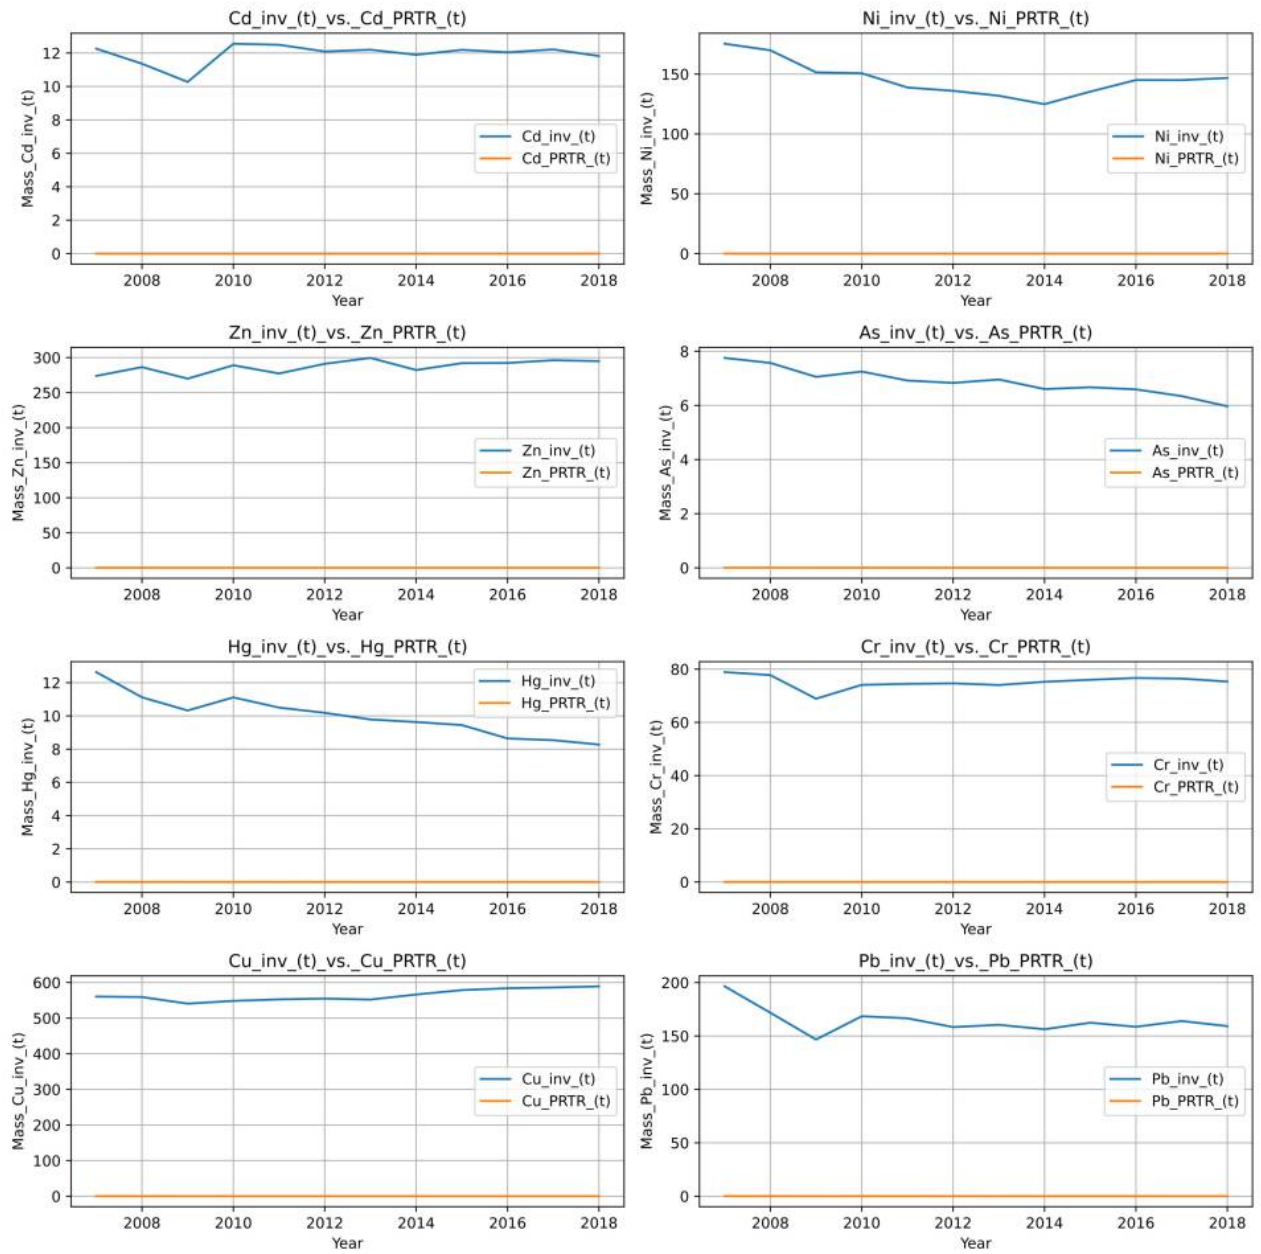 Cd_inv_(t)_vs._Cd_PRTR_(t)
Mass_Cd_inv_(t)
12
10
8
6
4
2
0
Cd_inv_(t)
Cd_PRTR_(t)
2008 2010 2012 2014 2016 2018
Year
Ni_inv_(t)_vs._Ni_PRTR_(t)
Mass_Ni_inv_(t)
150
100
50
0
Ni_inv_(t)
Ni_PRTR_(t)
2008 2010 2012 2014 2016 2018
Year
Zn_inv_(t)_vs._Zn_PRTR_(t)
Mass_Zn_inv_(t)
300
250
200
150
100
50
0
Zn_inv_(t)
Zn_PRTR_(t)
2008 2010 2012 2014 2016 2018
Year
As_inv_(t)_vs._As_PRTR_(t)
Mass_As_inv_(t)
8
6
4
2
0
As_inv_(t)
As_PRTR_(t)
2008 2010 2012 2014 2016 2018
Year
Hg_inv_(t)_vs._Hg_PRTR_(t)
Mass_Hg_inv_(t)
12
10
8
6
4
2
0
Hg_inv_(t)
Hg_PRTR_(t)
2008 2010 2012 2014 2016 2018
Year
Cr_inv_(t)_vs._Cr_PRTR_(t)
Mass_Cr_inv_(t)
80
60
40
20
0
Cr_inv_(t)
Cr_PRTR_(t)
2008 2010 2012 2014 2016 2018
Year
Cu_inv_(t)_vs._Cu_PRTR_(t)
Mass_Cu_inv_(t)
600
500
400
300
200
100
0
Cu_inv_(t)
Cu_PRTR_(t)
2008 2010 2012 2014 2016 2018
Year
Pb_inv_(t)_vs._Pb_PRTR_(t)
Mass_Pb_inv_(t)
200
150
100
50
0
Pb_inv_(t)
Pb_PRTR_(t)
2008 2010 2012 2014 2016 2018
Year